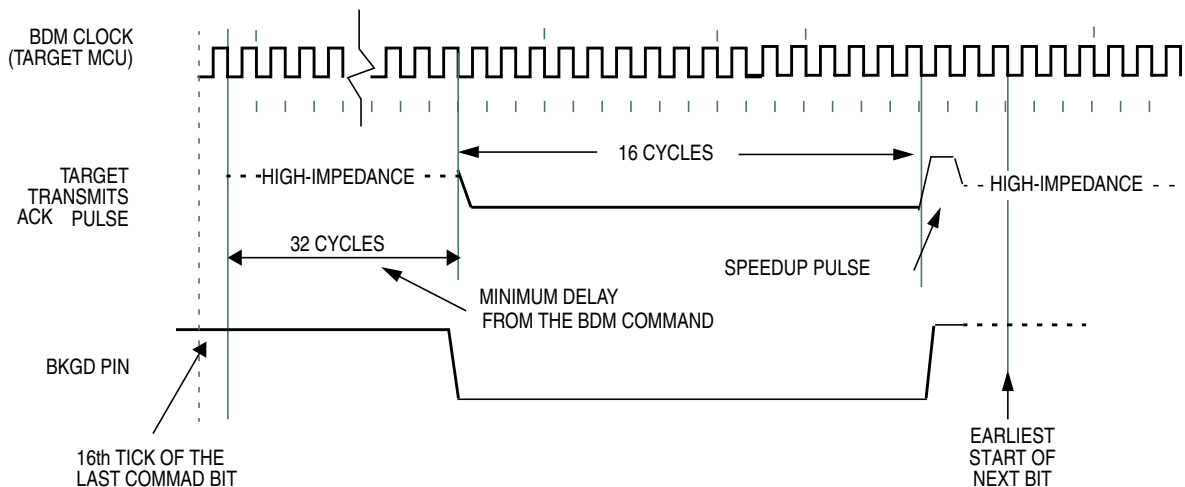 BDM CLOCK
(TARGET MCU)
16 CYCLES
TARGET
TRANSMITS
ACK PULSE
HIGH-IMPEDANCE
HIGH-IMPEDANCE
32 CYCLES
SPEEDUP PULSE
MINIMUM DELAY
FROM THE BDM COMMAND
BKGD PIN
16th TICK OF THE
LAST COMMAD BIT
EARLIEST
START OF
NEXT BIT